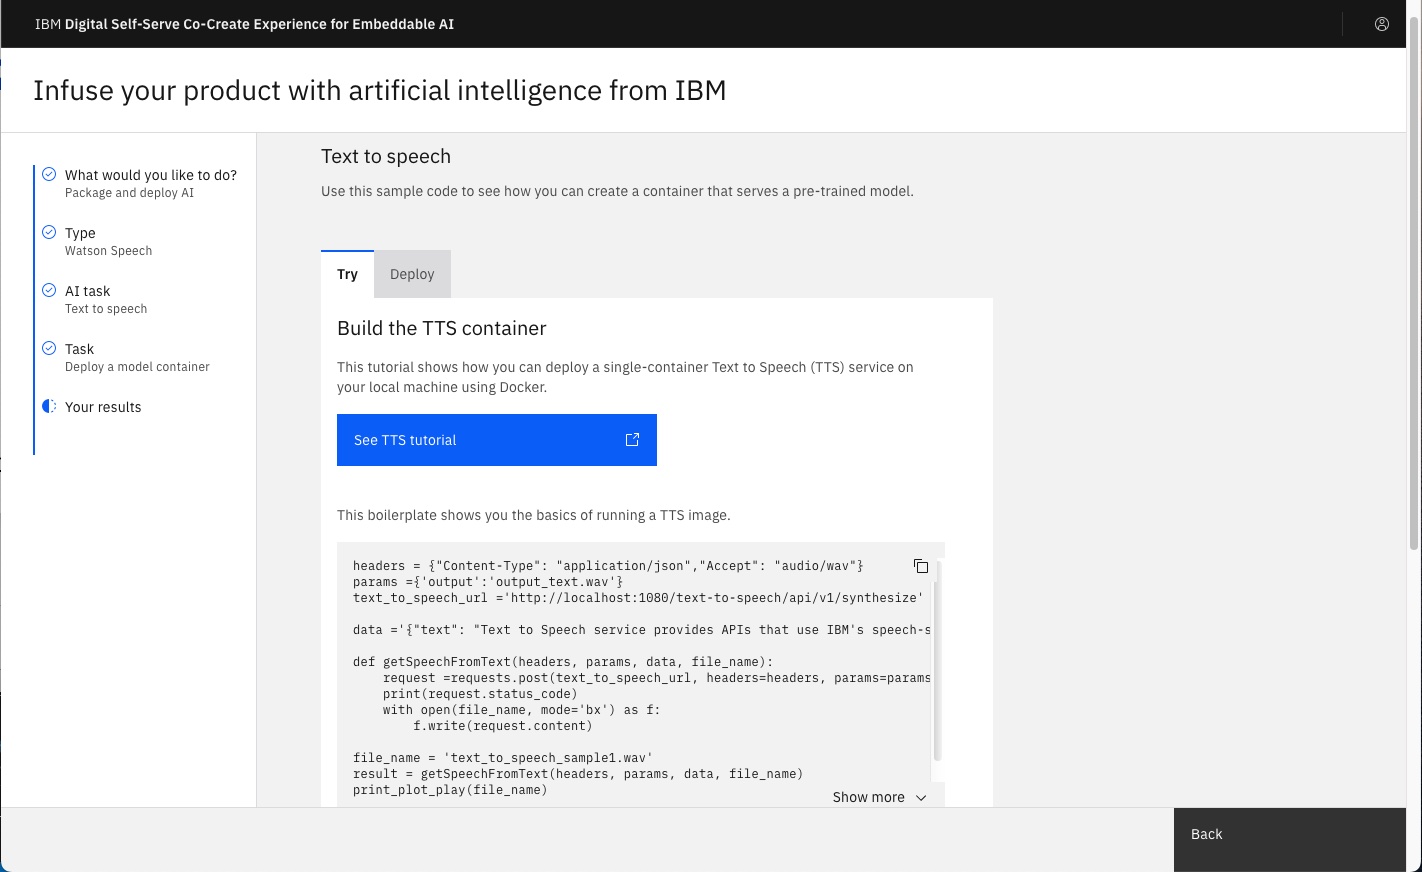 IBM Digital Self-Serve Co-Create Experience for Embeddable AI
Infuse your product with artificial intelligence from IBM
What would you like to do?
Package and deploy AI
Type
Watson Speech
AI task
Text to speech
Task
Deploy a model container
Your results
Text to speech
Use this sample code to see how you can create a container that serves a pre-trained model.
Try
Deploy
Build the TTS container
This tutorial shows how you can deploy a single-container Text to Speech (TTS) service on
your local machine using Docker.
See TTS tutorial
This boilerplate shows you the basics of running a TTS image.
headers = {"Content-Type": "application/json","Accept": "audio/wav"}
params ={'output':'output_text.wav'}
text_to_speech_url ='http://localhost:1080/text-to-speech/api/v1/synthesize'
data ='{"text": "Text to Speech service provides APIs that use IBM's speech-s
def getSpeechFromText(headers, params, data, file_name):
    request =requests.post(text_to_speech_url, headers=headers, params=params
    print(request.status_code)
    with open(file_name, mode='bx') as f:
        f.write(request.content)
file_name = 'text_to_speech_sample1.wav'
result = getSpeechFromText(headers, params, data, file_name)
print_plot_play(file_name)
Show more
Back